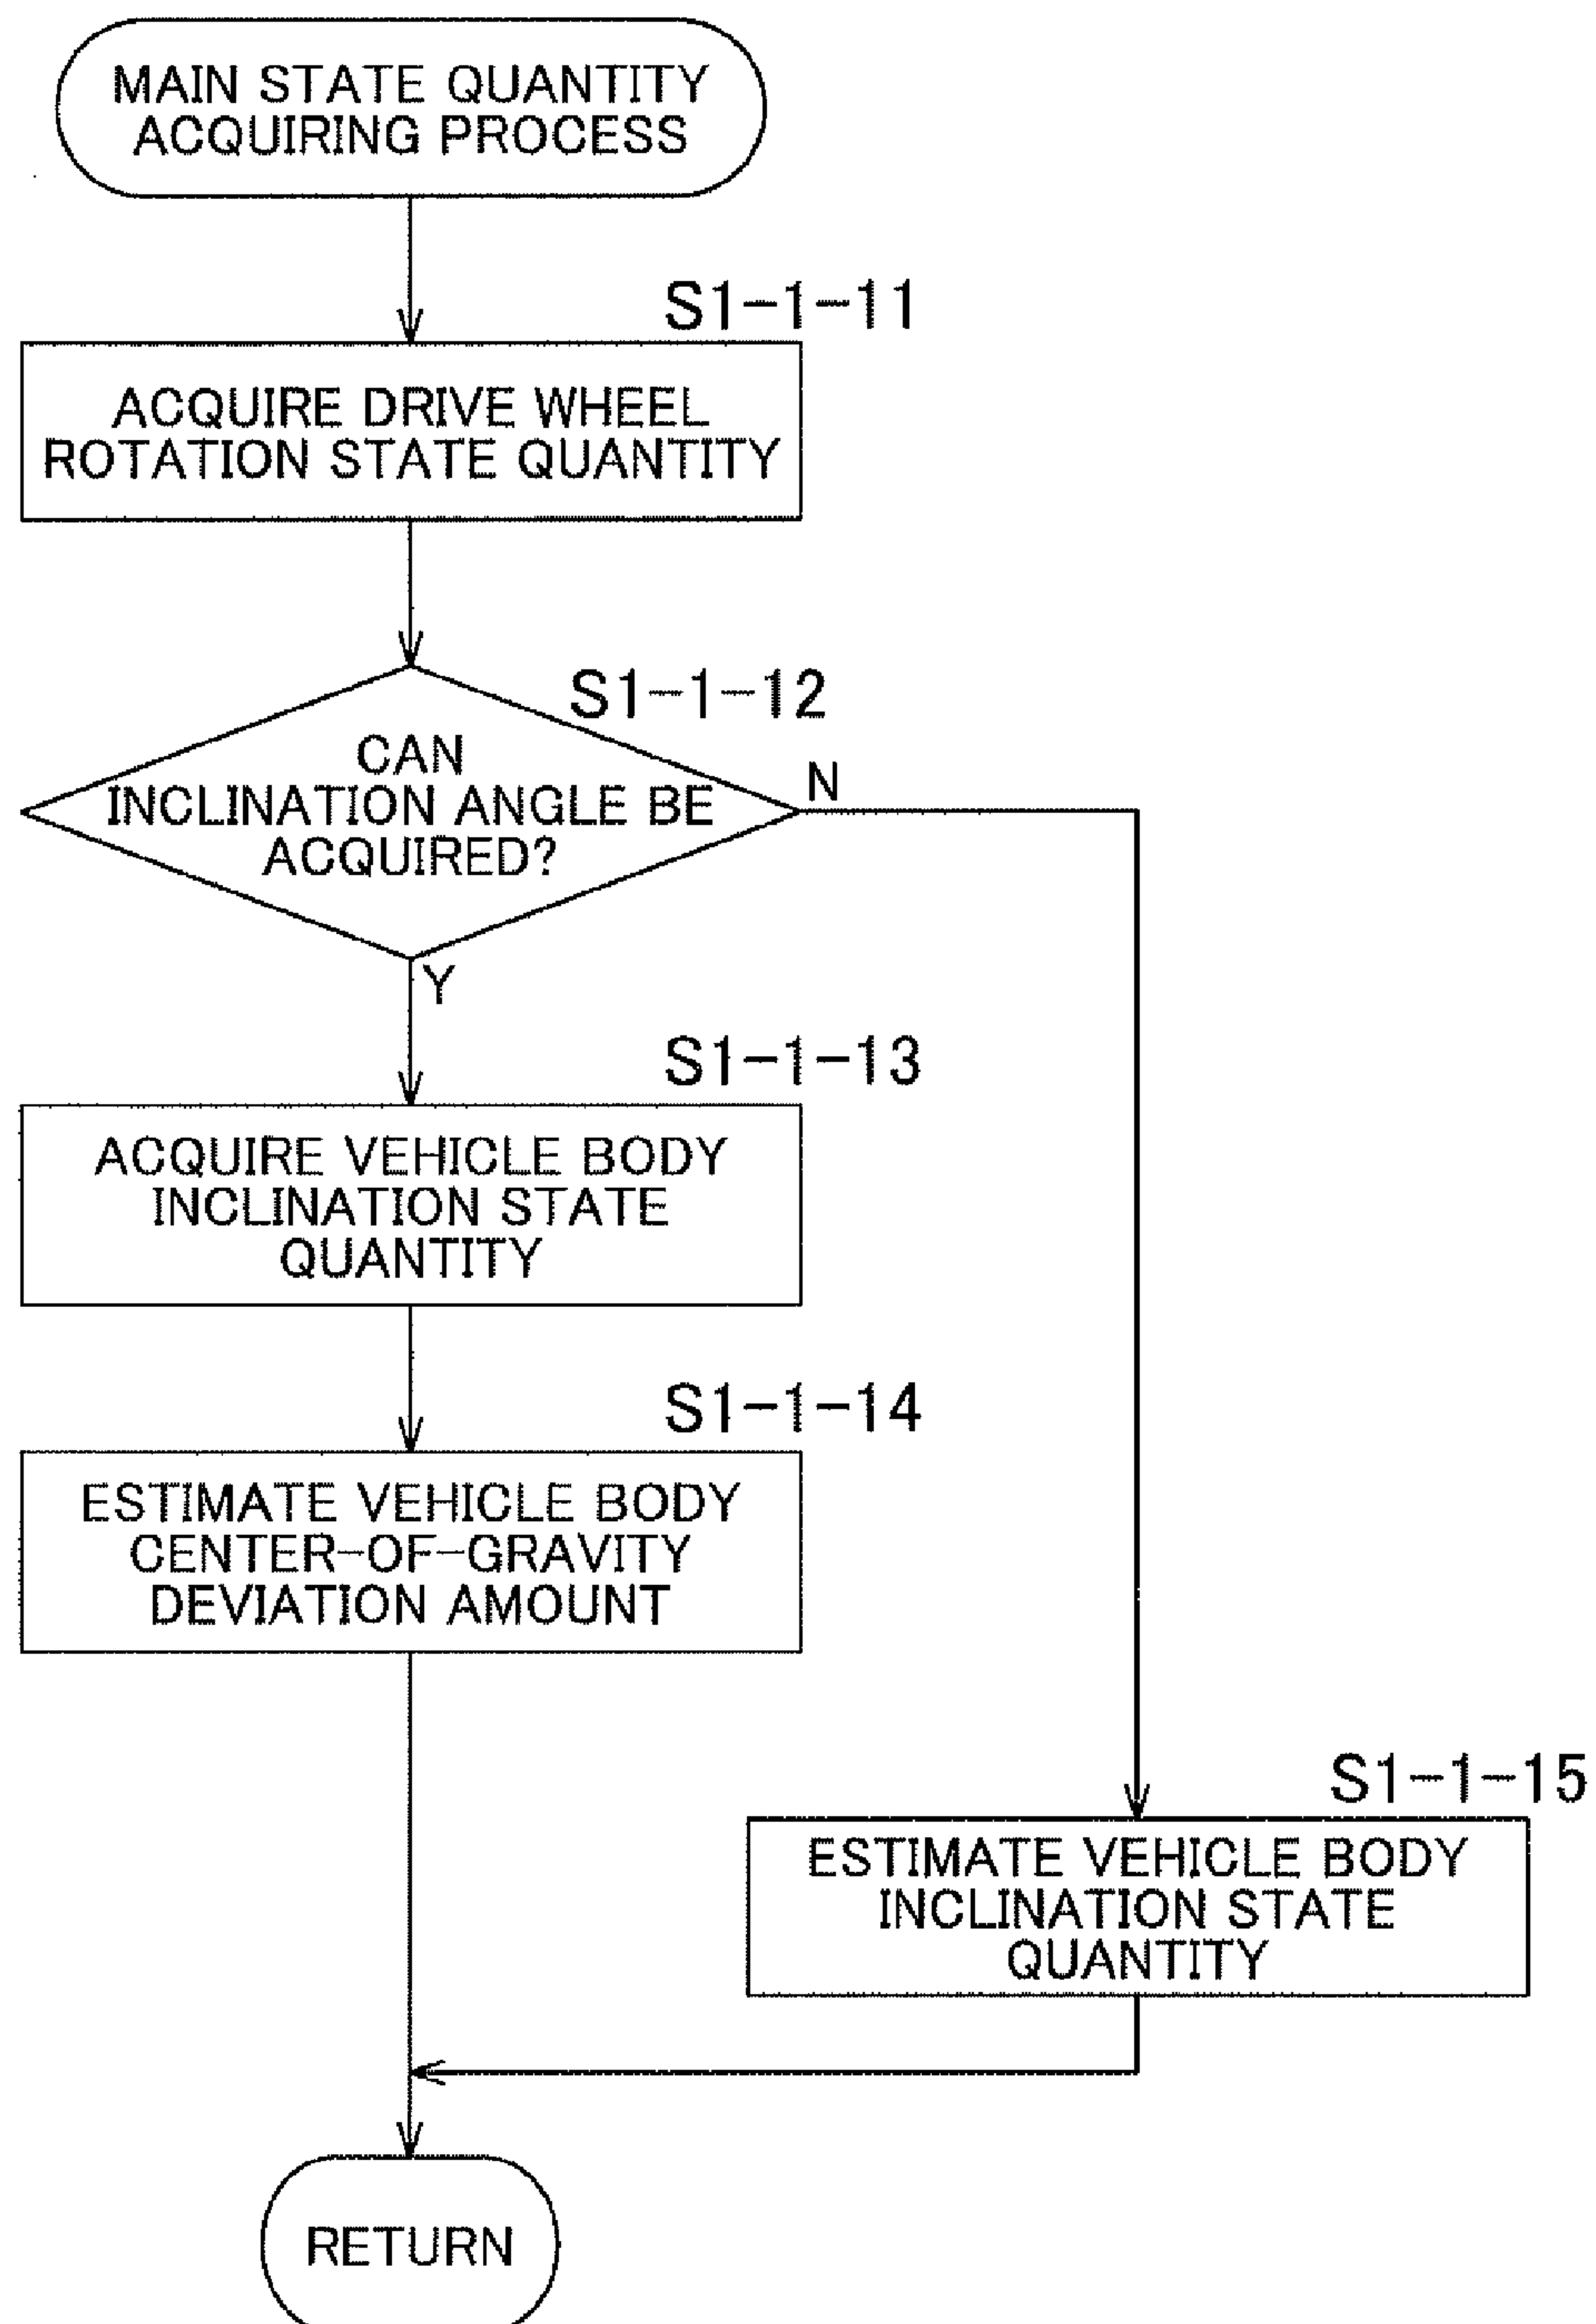 MAIN STATE QUANTITY
ACQUIRING PROCESS
S1-1-11
ACQUIRE DRIVE WHEEL
ROTATION STATE QUANTITY
S1-1-12
CAN
INCLINATION ANGLE BE
ACQUIRED?
N
Y
S1-1-13
ACQUIRE VEHICLE BODY
INCLINATION STATE
QUANTITY
S1-1-14
ESTIMATE VEHICLE BODY
CENTER-OF-GRAVITY
DEVIATION AMOUNT
S1-1-15
ESTIMATE VEHICLE BODY
INCLINATION STATE
QUANTITY
RETURN